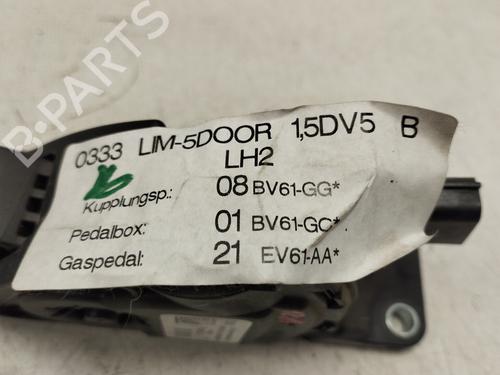 B-PARTS
0333 LIM-5DOOR 1,5DV5 B
LH2
Kupplungsp.: 08 BV61-GG*
Pedalbox: 01 BV61-GC*
Gaspedal: 21 EV61-AA*